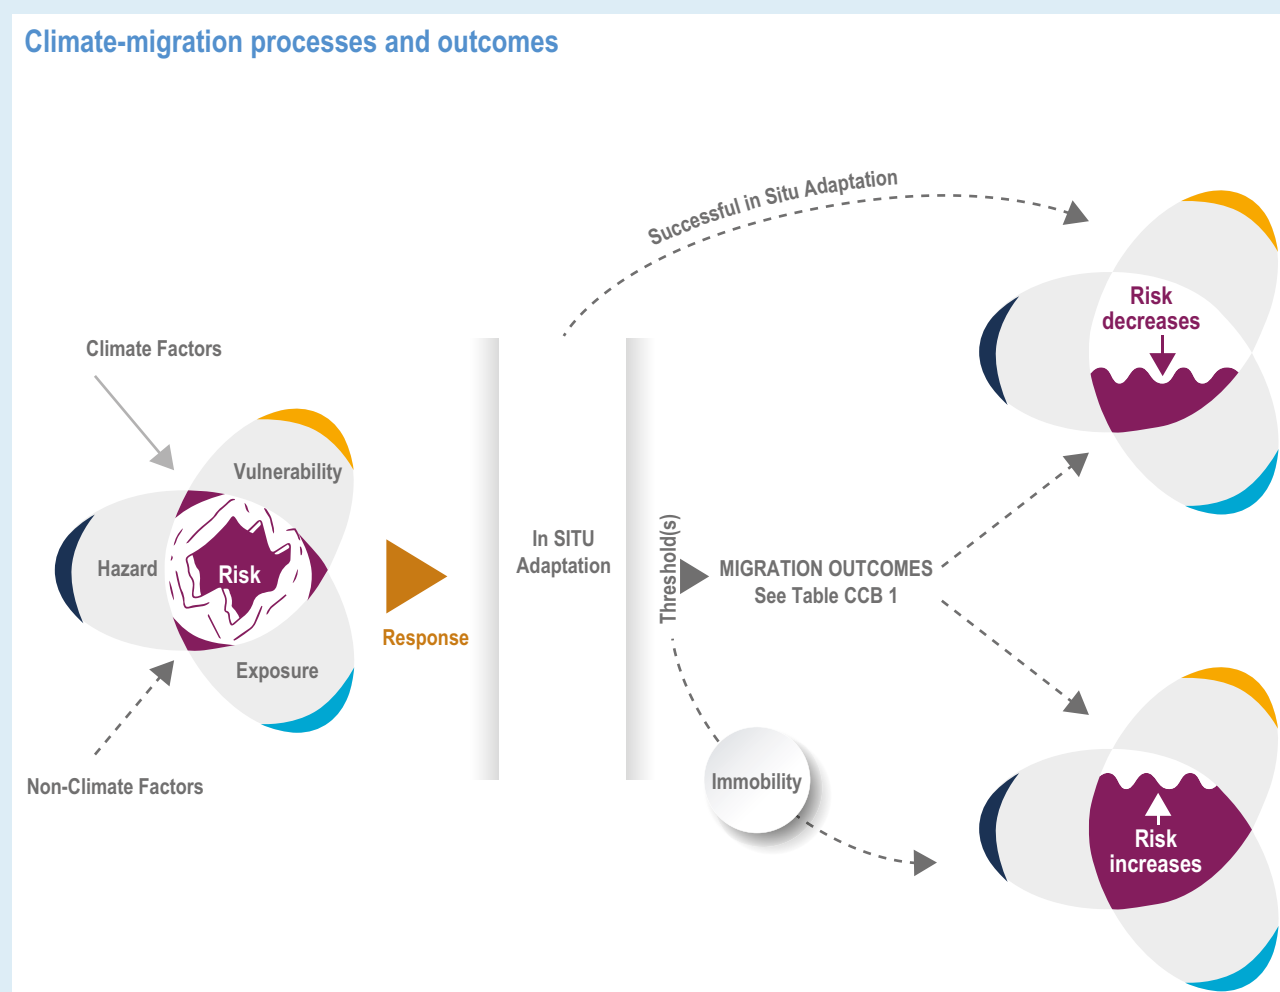 Climate-migration processes and outcomes
Successful in Situ Adaptation
Climate Factors
Vulnerability
Hazard
Risk
Exposure
Non-Climate Factors
Response
In SITU
Adaptation
Threshold(s)
MIGRATION OUTCOMES
See Table CCB 1
Immobility
Risk
decreases
Risk
increases